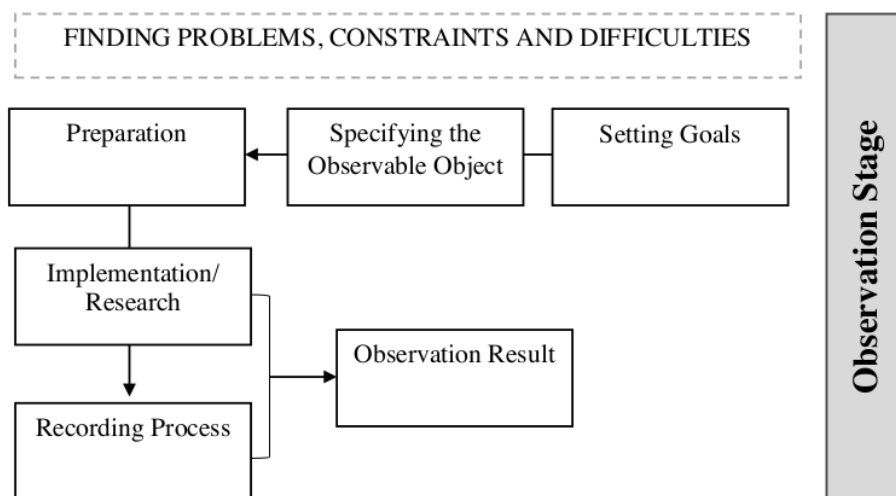 FINDING PROBLEMS, CONSTRAINTS AND DIFFICULTIES
Preparation
Specifying the
Observable Object
Setting Goals
Implementation/
Research
Observation Result
Recording Process
Observation Stage